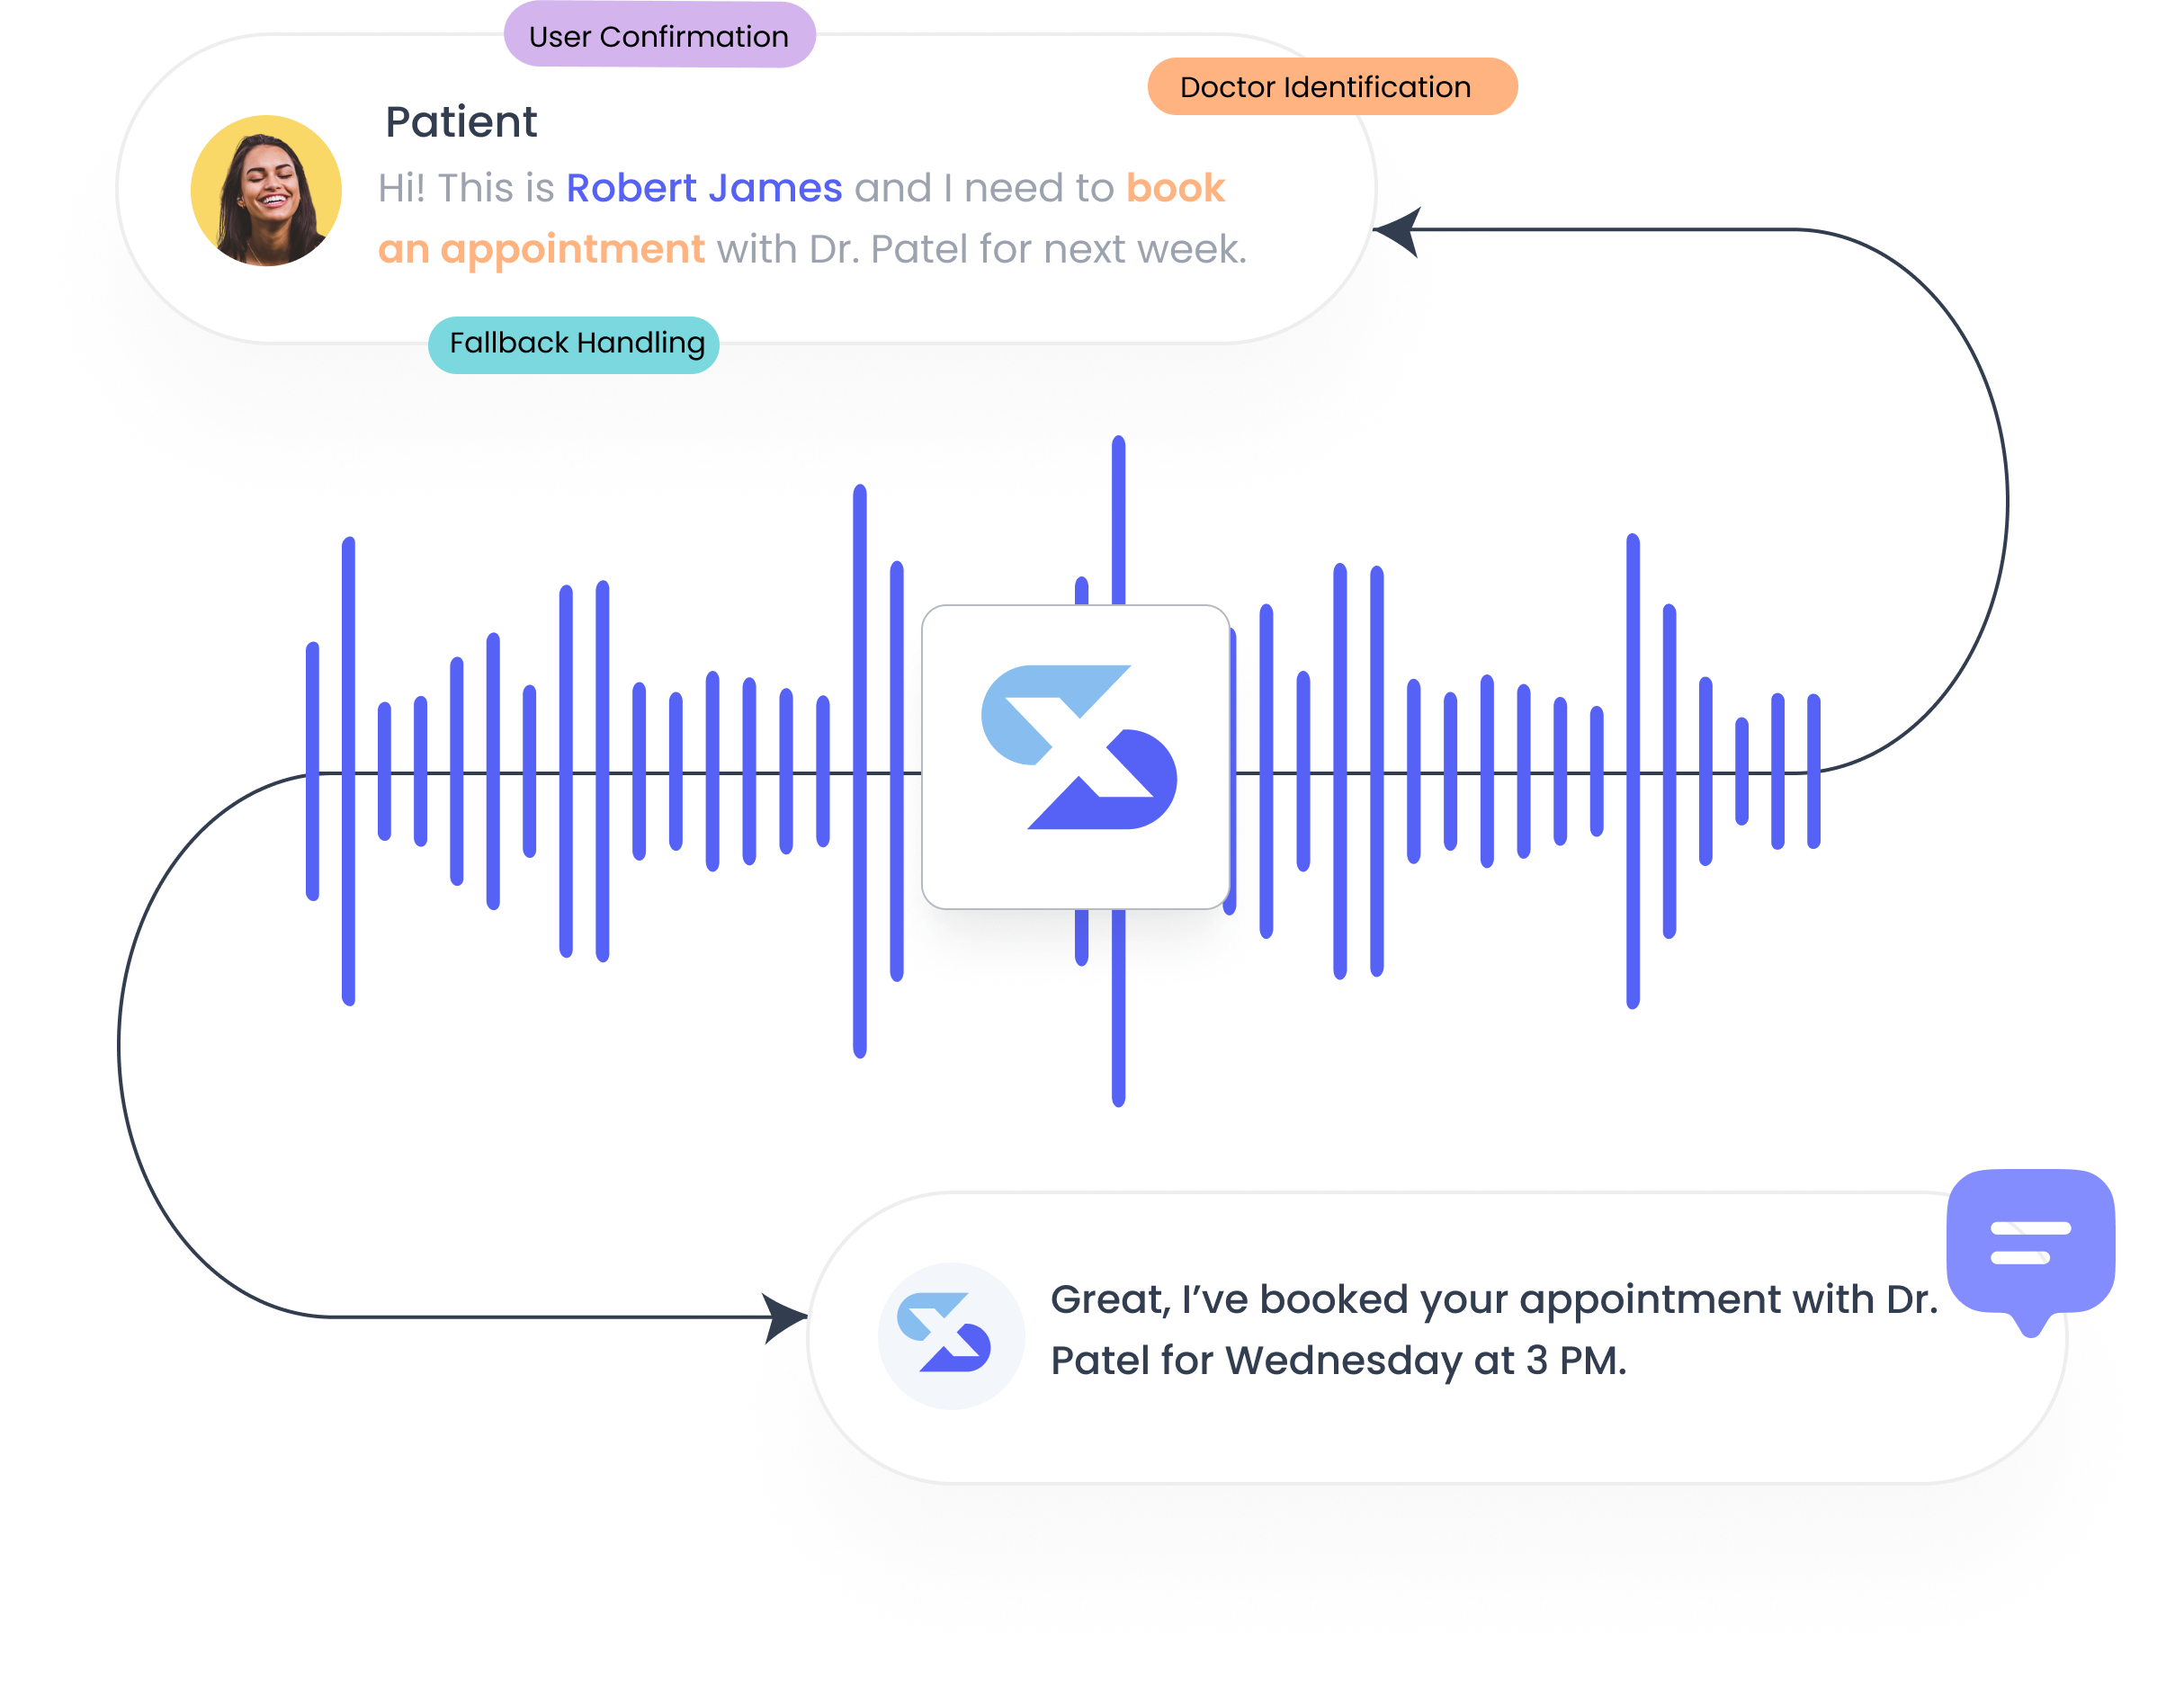 User Confirmation
Doctor Identification
Patient
Hi! This is Robert James and I need to book
an appointment with Dr. Patel for next week.
Fallback Handling
Great, I’ve booked your appointment with Dr.
Patel for Wednesday at 3 PM.